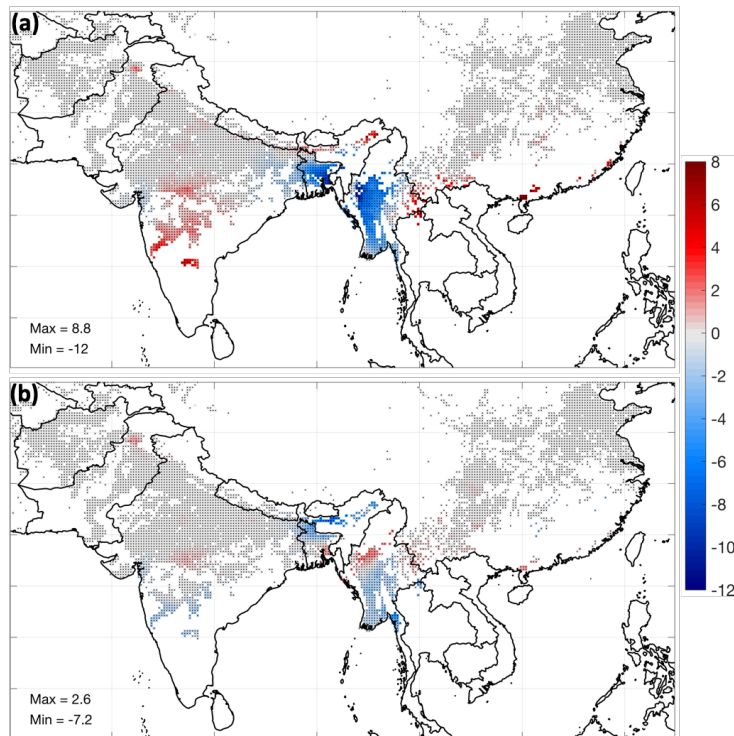 (a)
Max = 8.8
Min = -12
8
6
4
2
0
-2
-4
-6
-8
-10
-12
(b)
Max = 2.6
Min = -7.2